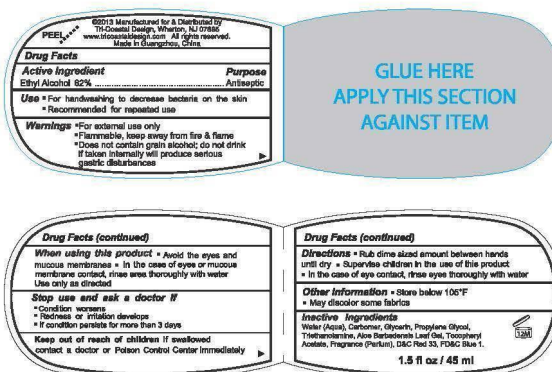 ©2013 Manufactured for & Distributed by
Tri-Coastal Design, Wharton, NJ 07885
www.tricoastaldesign.com All rights reserved.
Made in Guangzhou, China
PEEL
Drug Facts
Active Ingredient Purpose
Ethyl Alcohol 62% ........ Antiseptic
Use ▪ For handwashing to decrease bacteria on the skin
▪ Recommended for repeated use
Warnings ▪ For external use only
▪ Flammable, keep away from fire & flame
▪ Does not contain grain alcohol; do not drink
If taken internally will produce serious
gastric disturbances
GLUE HERE
APPLY THIS SECTION
AGAINST ITEM
Drug Facts (continued)
When using this product ▪ Avoid the eyes and
mucous membranes ▪ In the case of eyes or mucous
membrane contact, rinse area thoroughly with water
Use only as directed
Stop use and ask a doctor if
▪ Condition worsens
▪ Redness or irritation develops
▪ If condition persists for more than 3 days
Keep out of reach of children If swallowed
contact a doctor or Poison Control Center immediately
Drug Facts (continued)
Directions ▪ Rub dime sized amount between hands
until dry ▪ Supervise children in the use of this product
▪ In the case of eye contact, rinse eyes thoroughly with water
Other information ▪ Store below 105°F
▪ May discolor some fabrics
Inactive Ingredients
Water (Aqua), Carbomer, Glycerin, Propylene Glycol,
Triethanolamine, Aloe Barbadensis Leaf Gel, Tocopheryl
Acetate, Fragrance (Parfum), D&C Red 33, FD&C Blue 1.
12M
1.5 fl oz / 45 ml